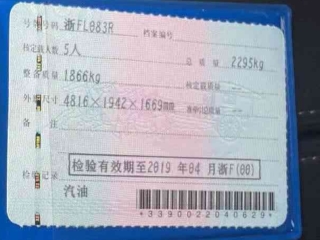 号牌号码 浙FL083R 档案编号
核定载人数 5人 总质量 2295kg
整备质量 1866kg 核定载质量 --
外廓尺寸 4816×1942×1669mm 准牵引总质量 --
备注
检验有效期至2019年04月浙F(00)
检验记录
汽油
*3390022040629*